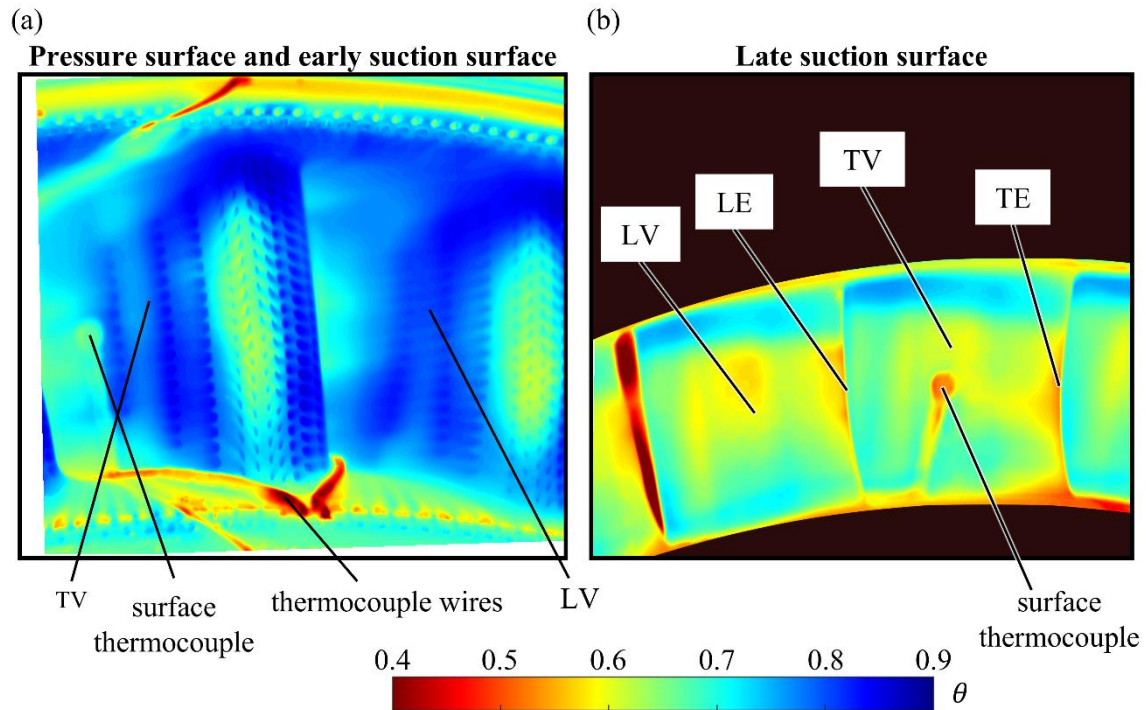 (a)
Pressure surface and early suction surface
(b)
Late suction surface
TV
LE
TE
LV
TV
surface
thermocouple
thermocouple wires
LV
surface
thermocouple
0.4 0.5 0.6 0.7 0.8 0.9
θ